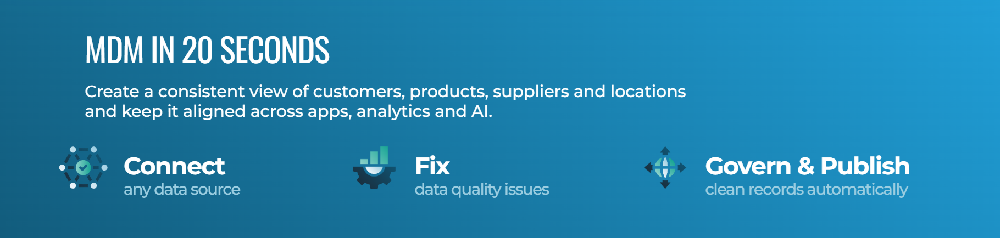 MDM IN 20 SECONDS
Create a consistent view of customers, products, suppliers and locations
and keep it aligned across apps, analytics and AI.
Connect
any data source
Fix
data quality issues
Govern & Publish
clean records automatically